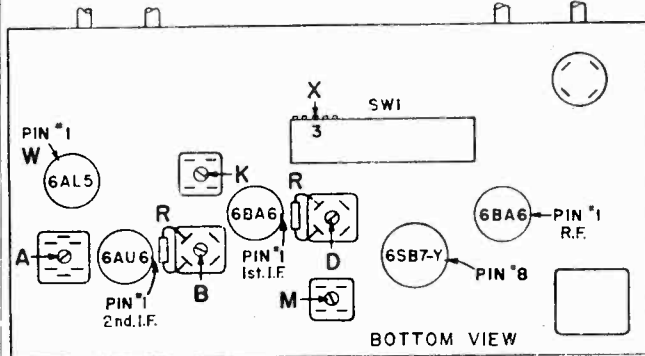 X
SW1
3
PIN #1
W
6AL5
K
R
6BA6
R
D
6BA6
PIN #1
R.F.
A
6AU6
R
B
PIN #1
1st. I.F.
6SB7-Y
PIN #8
PIN #1
2nd. I.F.
M
BOTTOM VIEW